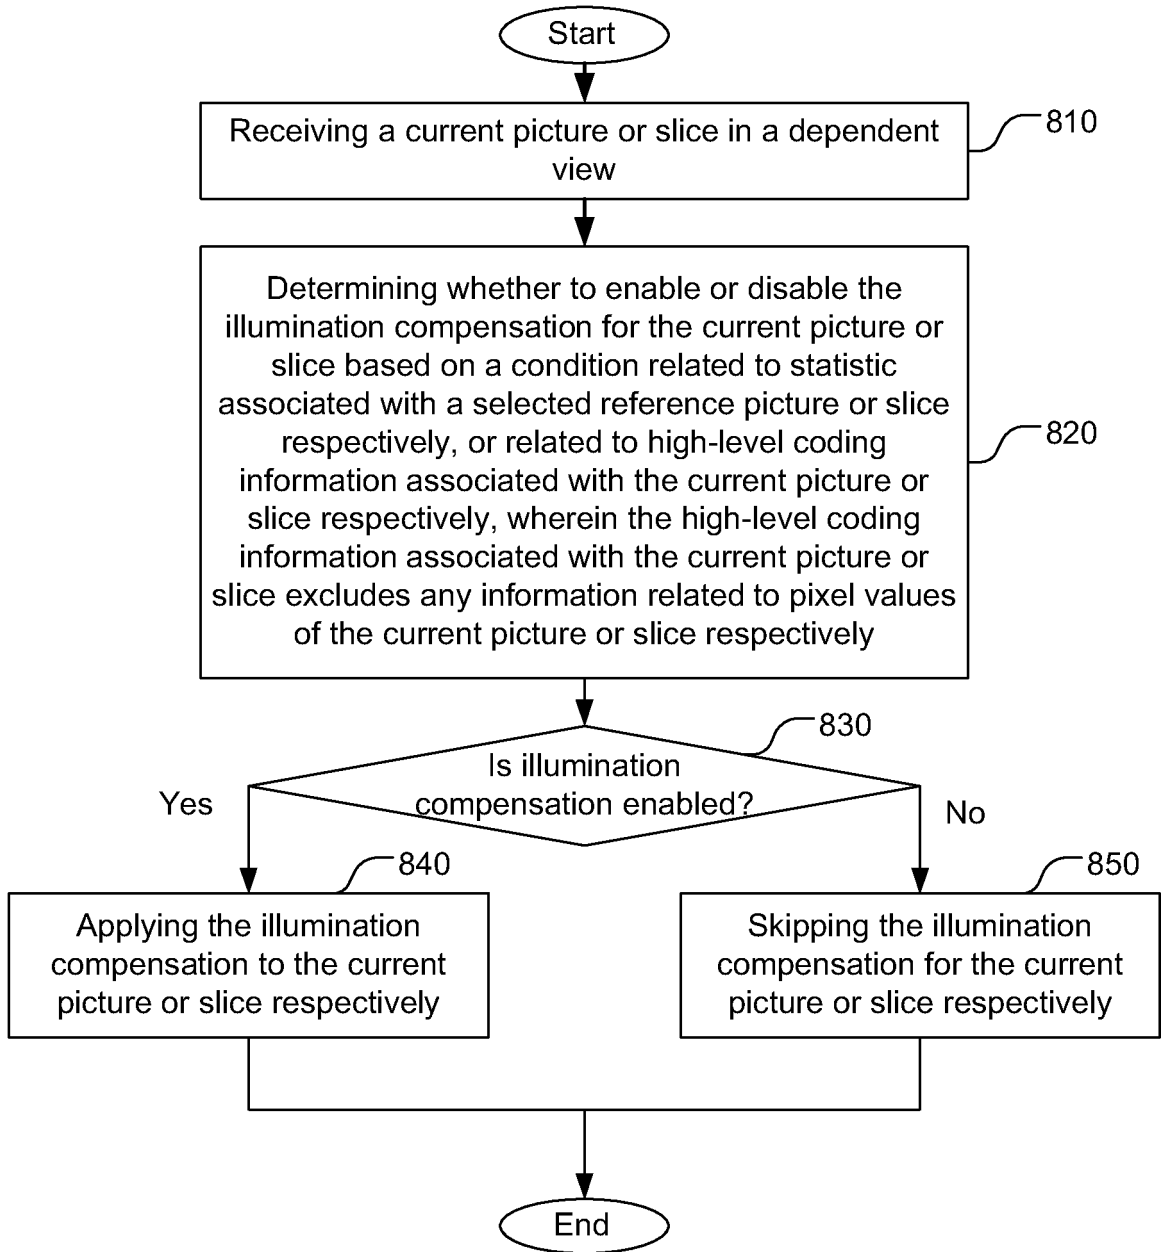 Start
Receiving a current picture or slice in a dependent
view
810
Determining whether to enable or disable the
illumination compensation for the current picture or
slice based on a condition related to statistic
associated with a selected reference picture or slice
respectively, or related to high-level coding
information associated with the current picture or
slice respectively, wherein the high-level coding
information associated with the current picture or
slice excludes any information related to pixel values
of the current picture or slice respectively
820
Is illumination
compensation enabled?
830
Yes
No
Applying the illumination
compensation to the current
picture or slice respectively
840
Skipping the illumination
compensation for the current
picture or slice respectively
850
End